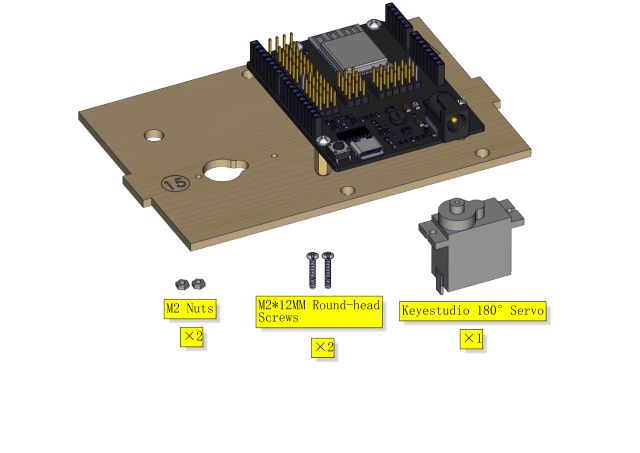 15
M2 Nuts
×2
M2*12MM Round-head
Screws
×2
Keyestudio 180° Servo
×1